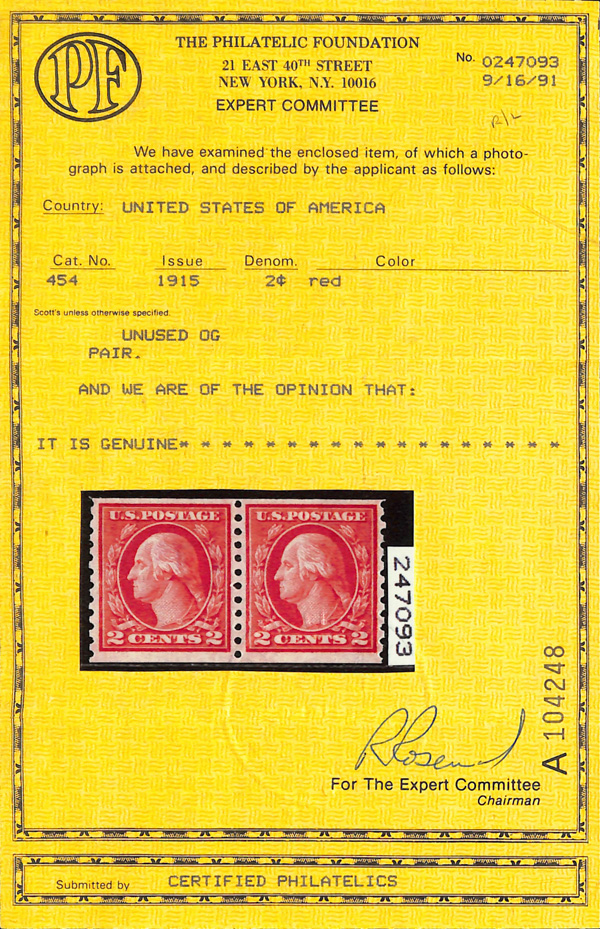 PF
THE PHILATELIC FOUNDATION
21 EAST 40TH STREET
NEW YORK, N.Y. 10016
EXPERT COMMITTEE
No. 0247093
9/16/91
We have examined the enclosed item, of which a photo-
graph is attached, and described by the applicant as follows:
Country: UNITED STATES OF AMERICA
Cat. No. Issue Denom. Color
454 1915 2¢ red
Scott's unless otherwise specified.
UNUSED OG
PAIR.
AND WE ARE OF THE OPINION THAT:
IT IS GENUINE* * * * * * * * * * * * * * * * * *
U.S. POSTAGE U.S. POSTAGE
2 CENTS 2 2 CENTS 2
247093
A 104248
For The Expert Committee
Chairman
Submitted by CERTIFIED PHILATELICS